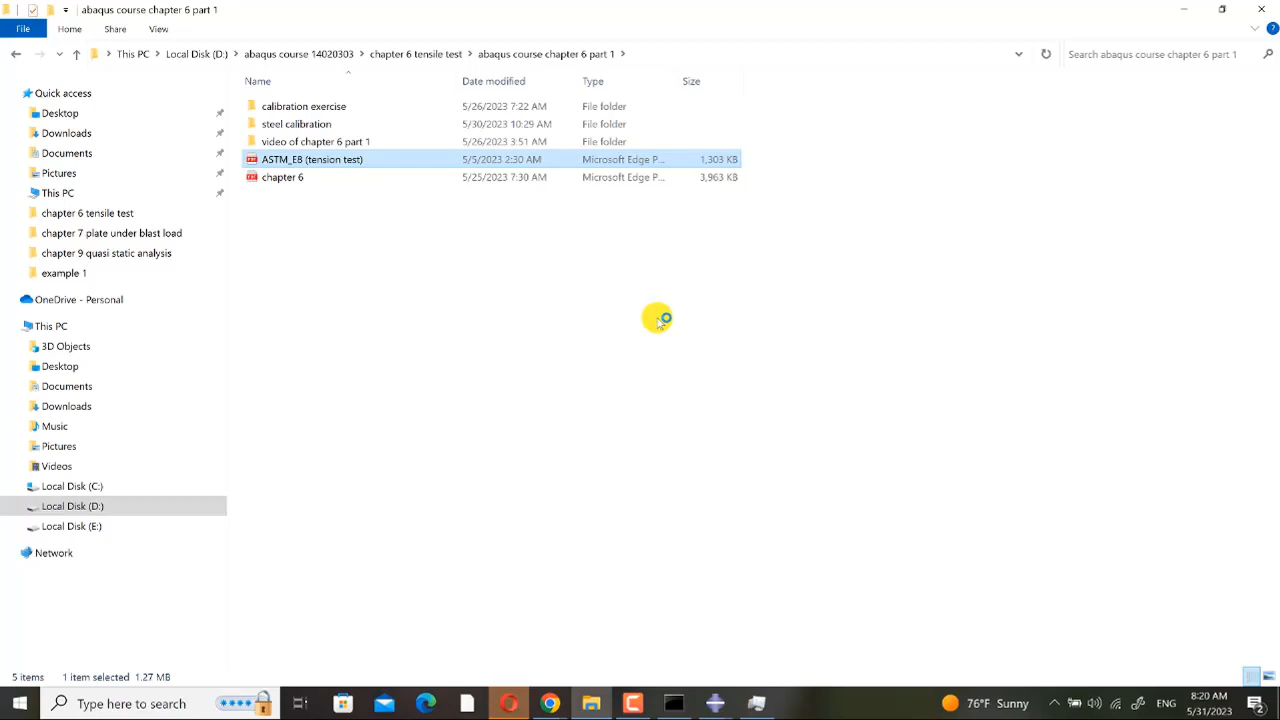 abaqus course chapter 6 part 1
File Home Share View
This PC Local Disk (D:) abaqus course 14020303 chapter 6 tensile test abaqus course chapter 6 part 1 Search abaqus course chapter 6 part 1
Name Date modified Type Size
Quick access
Desktop
Downloads
Documents
Pictures
This PC
chapter 6 tensile test
chapter 7 plate under blast load
chapter 9 quasi static analysis
example 1
OneDrive - Personal
This PC
3D Objects
Desktop
Documents
Downloads
Music
Pictures
Videos
Local Disk (C:)
Local Disk (D:)
Local Disk (E:)
Network
calibration exercise 5/26/2023 7:22 AM File folder
steel calibration 5/30/2023 10:29 AM File folder
video of chapter 6 part 1 5/26/2023 3:51 AM File folder
ASTM_E8 (tension test) 5/5/2023 2:30 AM Microsoft Edge P... 1,303 KB
chapter 6 5/25/2023 7:30 AM Microsoft Edge P... 3,963 KB
5 items 1 item selected 1.27 MB
Type here to search
76°F Sunny
ENG
8:20 AM
5/31/2023
2